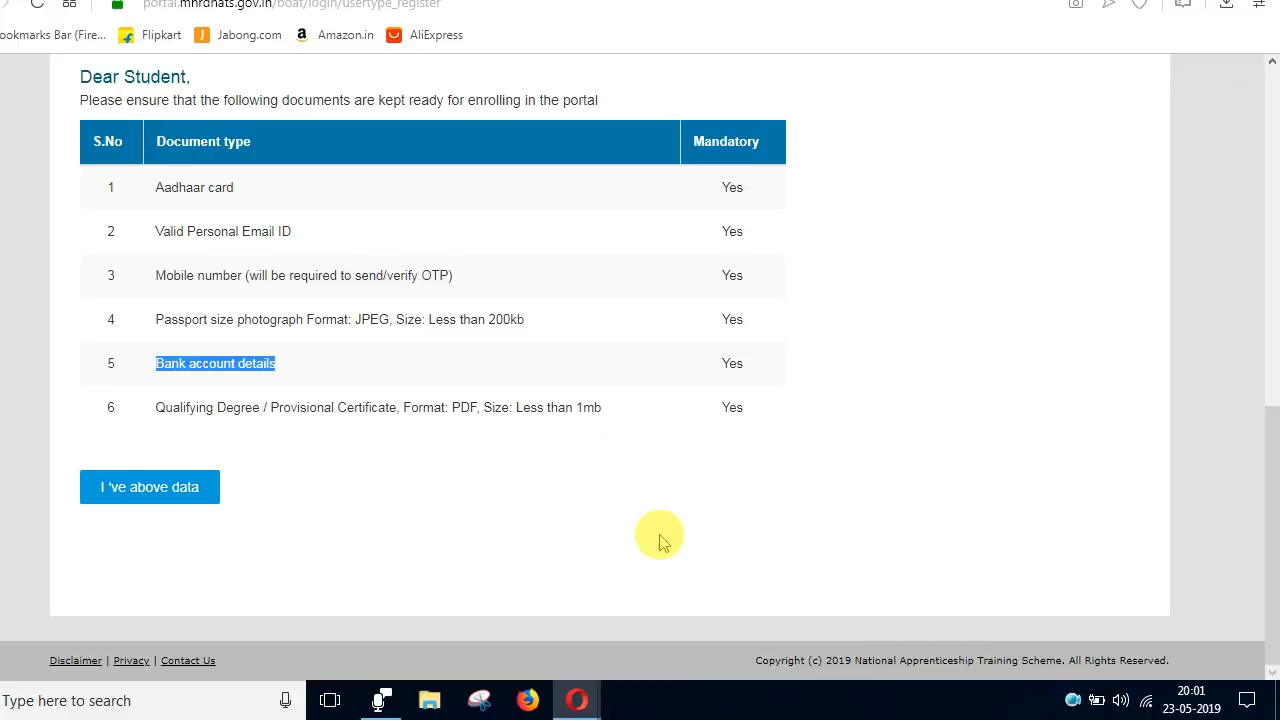 portal.mhrdnats.gov.in/boat/login/usertype_register
ookmarks Bar (Fire... Flipkart Jabong.com Amazon.in AliExpress
Dear Student,
Please ensure that the following documents are kept ready for enrolling in the portal
S.No Document type Mandatory
1 Aadhaar card Yes
2 Valid Personal Email ID Yes
3 Mobile number (will be required to send/verify OTP) Yes
4 Passport size photograph Format: JPEG, Size: Less than 200kb Yes
5 Bank account details Yes
6 Qualifying Degree / Provisional Certificate, Format: PDF, Size: Less than 1mb Yes
I 've above data
Disclaimer | Privacy | Contact Us Copyright (c) 2019 National Apprenticeship Training Scheme. All Rights Reserved.
Type here to search 20:01
23-05-2019